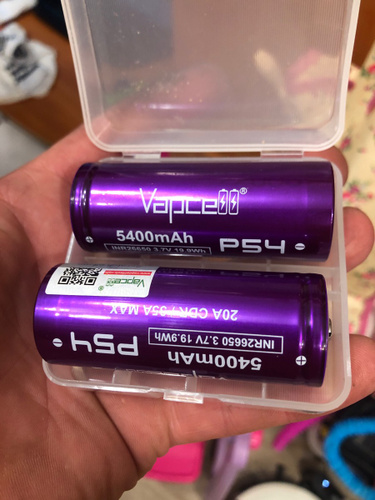 Vapcell®
5400mAh
INR26650 3.7V 19.9Wh
P54
Vapcell
20A CDR / 35A MAX
P54
5400mAh
INR26650 3.7V 19.9Wh